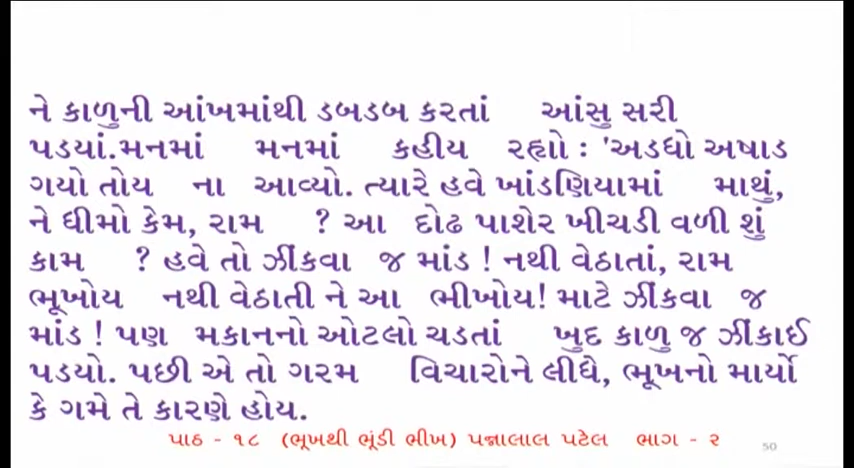 ને કાળુની આંખમાંથી ડબડબ કરતાં આંસુ સરી
પડયાં.મનમાં મનમાં કહીય રહ્યો : 'અડધો અષાડ
ગયો તોય ના આવ્યો. ત્યારે હવે ખાંડણિયામાં માથું,
ને ધીમો કેમ, રામ ? આ દોઢ પાશેર ખીચડી વળી શું
કામ ? હવે તો ઝીંકવા જ માંડ ! નથી વેઠાતાં, રામ
ભૂખોય નથી વેઠાતી ને આ ભીખોય! માટે ઝીંકવા જ
માંડ ! પણ મકાનનો ઓટલો ચડતાં ખુદ કાળુ જ ઝીંકાઈ
પડયો. પછી એ તો ગરમ વિચારોને લીધે, ભૂખનો માર્યો
કે ગમે તે કારણે હોય.
પાઠ - ૧૮ (ભૂખથી ભૂંડી ભીખ) પન્નાલાલ પટેલ ભાગ - ૨
50